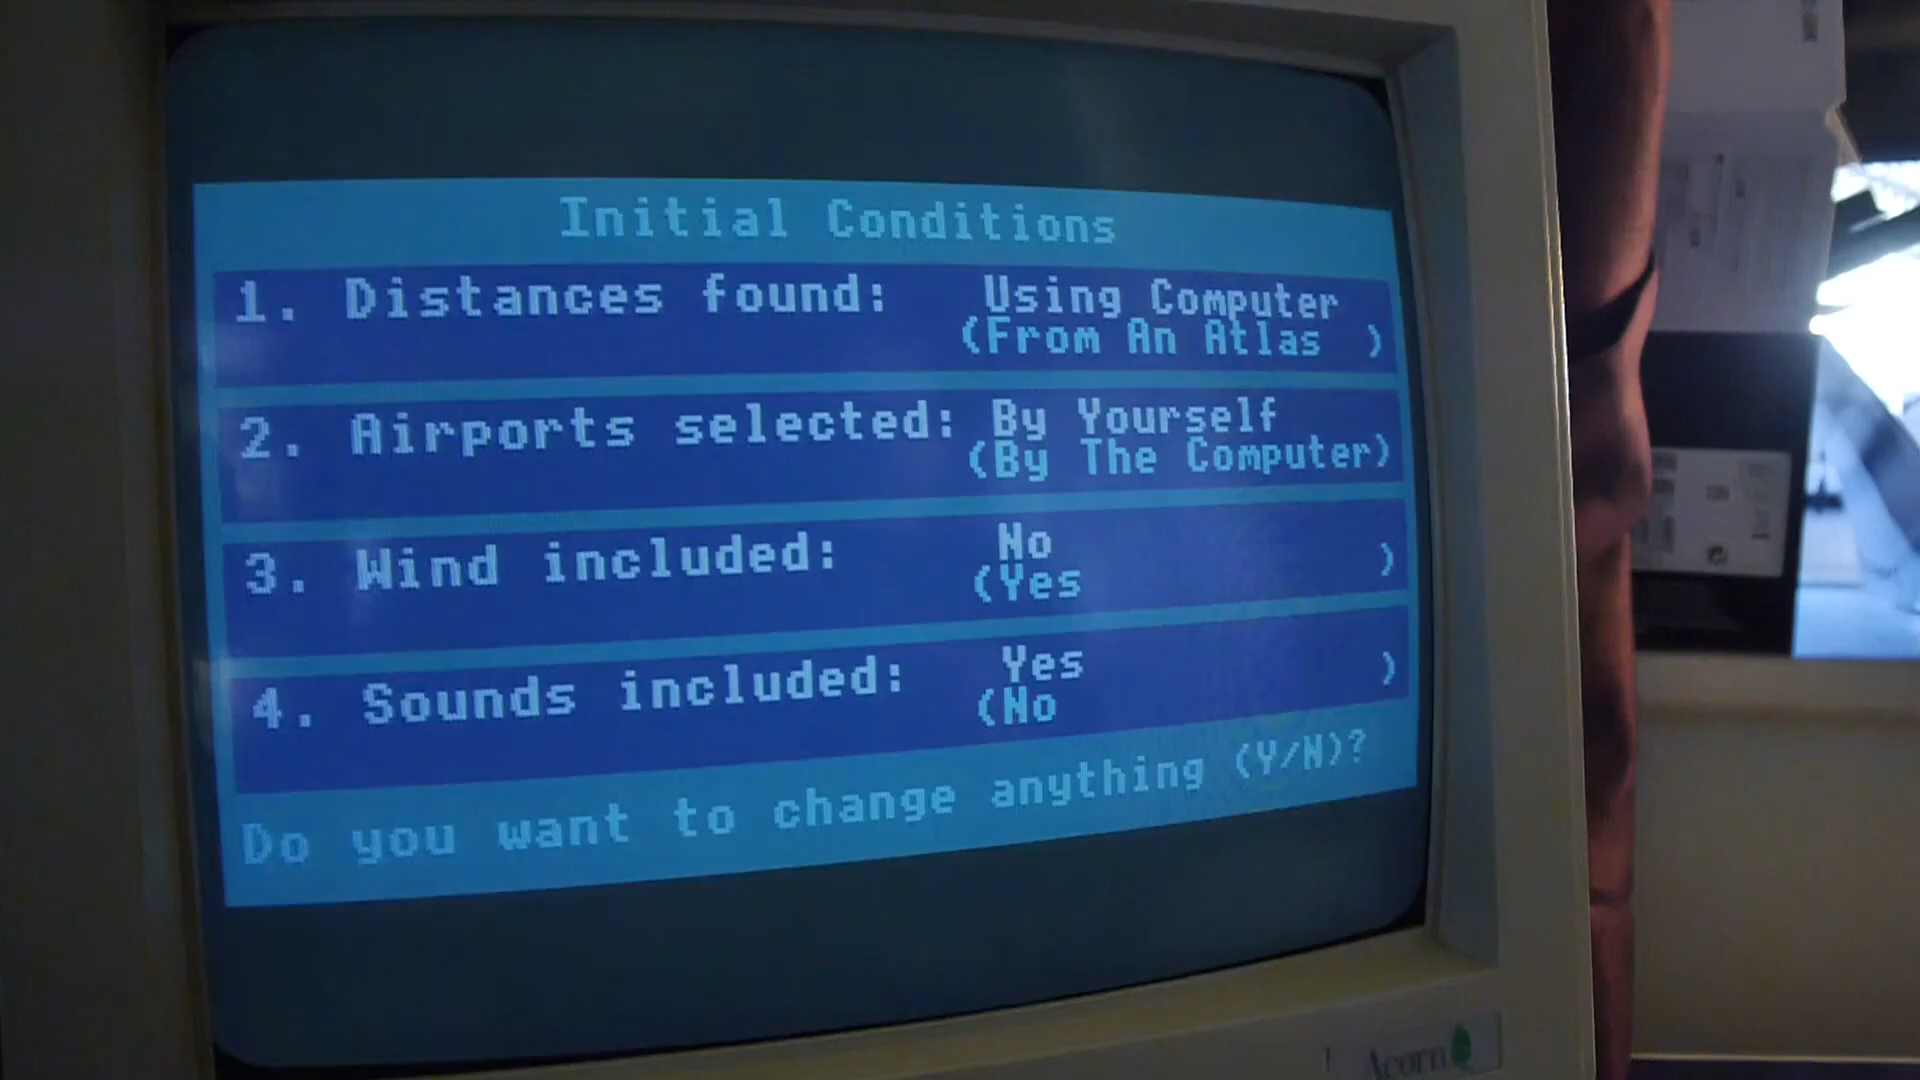 Initial Conditions
1. Distances found: Using Computer
(From An Atlas )
2. Airports selected: By Yourself
(By The Computer)
3. Wind included: No
(Yes )
4. Sounds included: Yes
(No )
Do you want to change anything (Y/N)?
Acorn